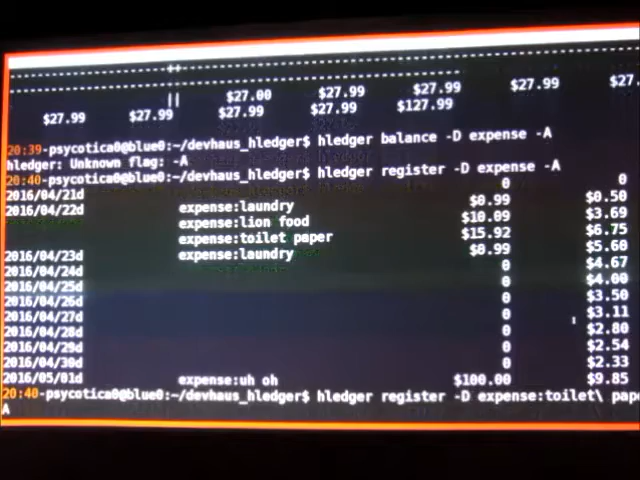 $27.00 $27.99 $27.99 $27.99 $27.
$27.99 $27.99 $27.99 $27.99 $127.99
20:39-psycotica0@blue0:~/devhaus_hledger$ hledger balance -D expense -A
hledger: Unknown flag: -A
20:40-psycotica0@blue0:~/devhaus_hledger$ hledger register -D expense -A
2016/04/21d 0 0
2016/04/22d expense:laundry $0.99 $0.50
expense:lion food $10.09 $3.69
expense:toilet paper $15.92 $6.75
2016/04/23d expense:laundry $0.99 $5.60
2016/04/24d 0 $4.67
2016/04/25d 0 $4.00
2016/04/26d 0 $3.50
2016/04/27d 0 $3.11
2016/04/28d 0 $2.80
2016/04/29d 0 $2.54
2016/04/30d 0 $2.33
2016/05/01d expense:uh oh $100.00 $9.85
20:40-psycotica0@blue0:~/devhaus_hledger$ hledger register -D expense:toilet\ pap
A